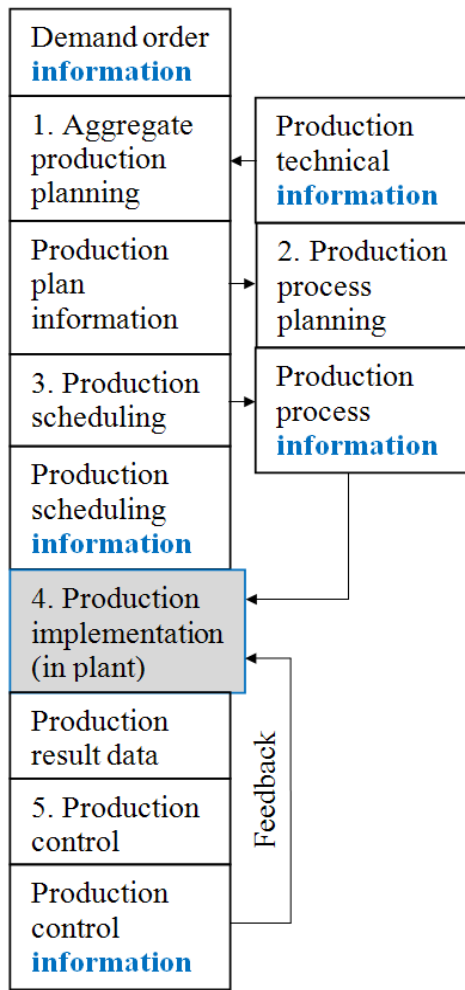 Demand order
information
1. Aggregate
production
planning
Production
technical
information
Production
plan
information
2. Production
process
planning
3. Production
scheduling
Production
process
information
Production
scheduling
information
4. Production
implementation
(in plant)
Production
result data
5. Production
control
Production
control
information
Feedback